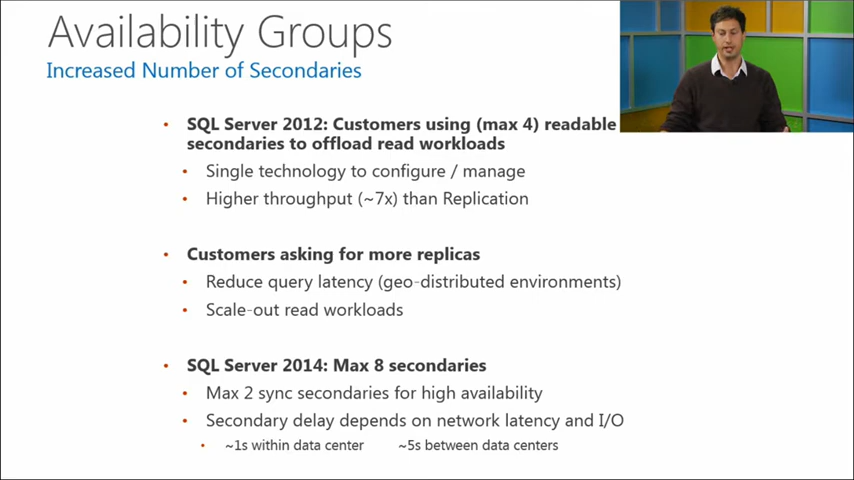 Availability Groups
Increased Number of Secondaries
• SQL Server 2012: Customers using (max 4) readable
secondaries to offload read workloads
• Single technology to configure / manage
• Higher throughput (~7x) than Replication
• Customers asking for more replicas
• Reduce query latency (geo-distributed environments)
• Scale-out read workloads
• SQL Server 2014: Max 8 secondaries
• Max 2 sync secondaries for high availability
• Secondary delay depends on network latency and I/O
• ~1s within data center ~5s between data centers